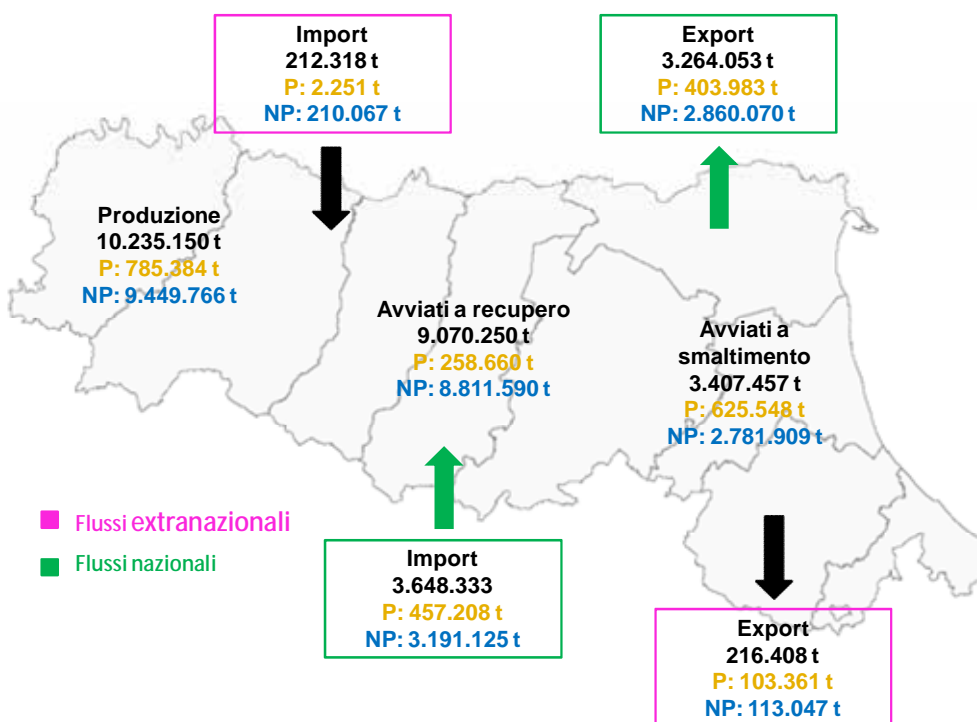 Import
212.318 t
P: 2.251 t
NP: 210.067 t
Export
3.264.053 t
P: 403.983 t
NP: 2.860.070 t
Produzione
10.235.150 t
P: 785.384 t
NP: 9.449.766 t
Avviati a recupero
9.070.250 t
P: 258.660 t
NP: 8.811.590 t
Avviati a
smaltimento
3.407.457 t
P: 625.548 t
NP: 2.781.909 t
Flussi extranazionali
Flussi nazionali
Import
3.648.333
P: 457.208 t
NP: 3.191.125 t
Export
216.408 t
P: 103.361 t
NP: 113.047 t